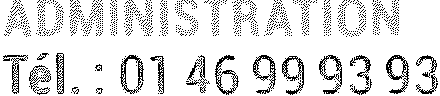 ADMINISTRATION
Tél. : 01 46 99 93 93